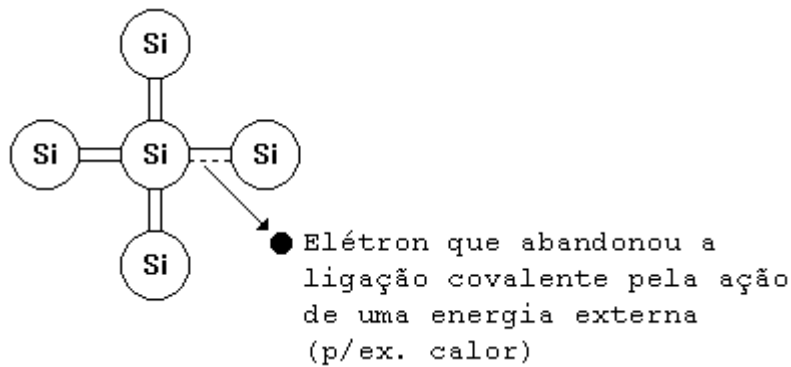 Si
Si Si Si
Si
Elétron que abandonou a
ligação covalente pela ação
de uma energia externa
(p/ex. calor)